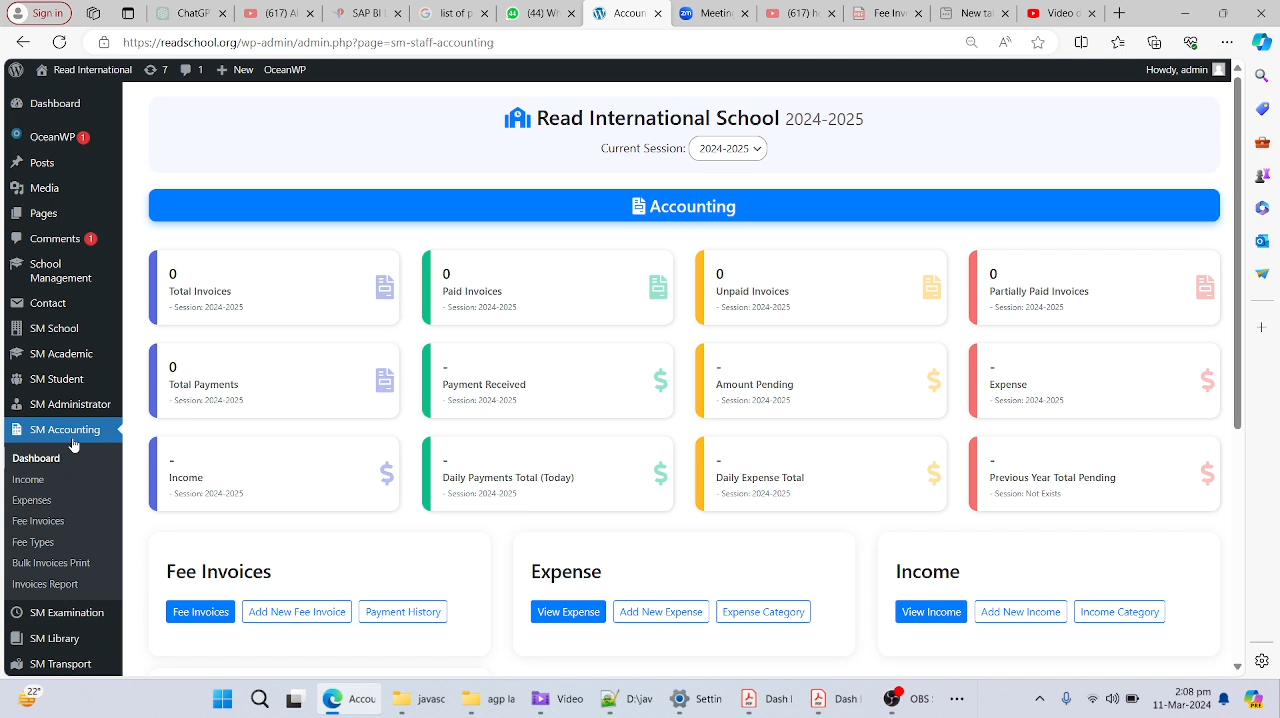 Sign in
ChatGP
(617) Al
SAP BI L
list of p
(44) Wh
Accoun
Meeting
(617) ho
Fee Inv
New tal
Video c
https://readschool.org/wp-admin/admin.php?page=sm-staff-accounting
Read International 7 1 New OceanWP
Howdy, admin
Dashboard
OceanWP 1
Posts
Media
Pages
Comments 1
School
Management
Contact
SM School
SM Academic
SM Student
SM Administrator
SM Accounting
Dashboard
Income
Expenses
Fee Invoices
Fee Types
Bulk Invoices Print
Invoices Report
SM Examination
SM Library
SM Transport
Read International School 2024-2025
Current Session: 2024-2025
Accounting
0
Total Invoices
- Session: 2024-2025
0
Paid Invoices
- Session: 2024-2025
0
Unpaid Invoices
- Session: 2024-2025
0
Partially Paid Invoices
- Session: 2024-2025
0
Total Payments
- Session: 2024-2025
-
Payment Received
- Session: 2024-2025
-
Amount Pending
- Session: 2024-2025
-
Expense
- Session: 2024-2025
-
Income
- Session: 2024-2025
-
Daily Payments Total (Today)
- Session: 2024-2025
-
Daily Expense Total
- Session: 2024-2025
-
Previous Year Total Pending
- Session: Not Exists
Fee Invoices
Fee Invoices Add New Fee Invoice Payment History
Expense
View Expense Add New Expense Expense Category
Income
View Income Add New Income Income Category
22°
Accou
javasc
agp la
Video
D:\jav
Settin
Dash
Dash
OBS
2:08 pm
11-Mar-2024